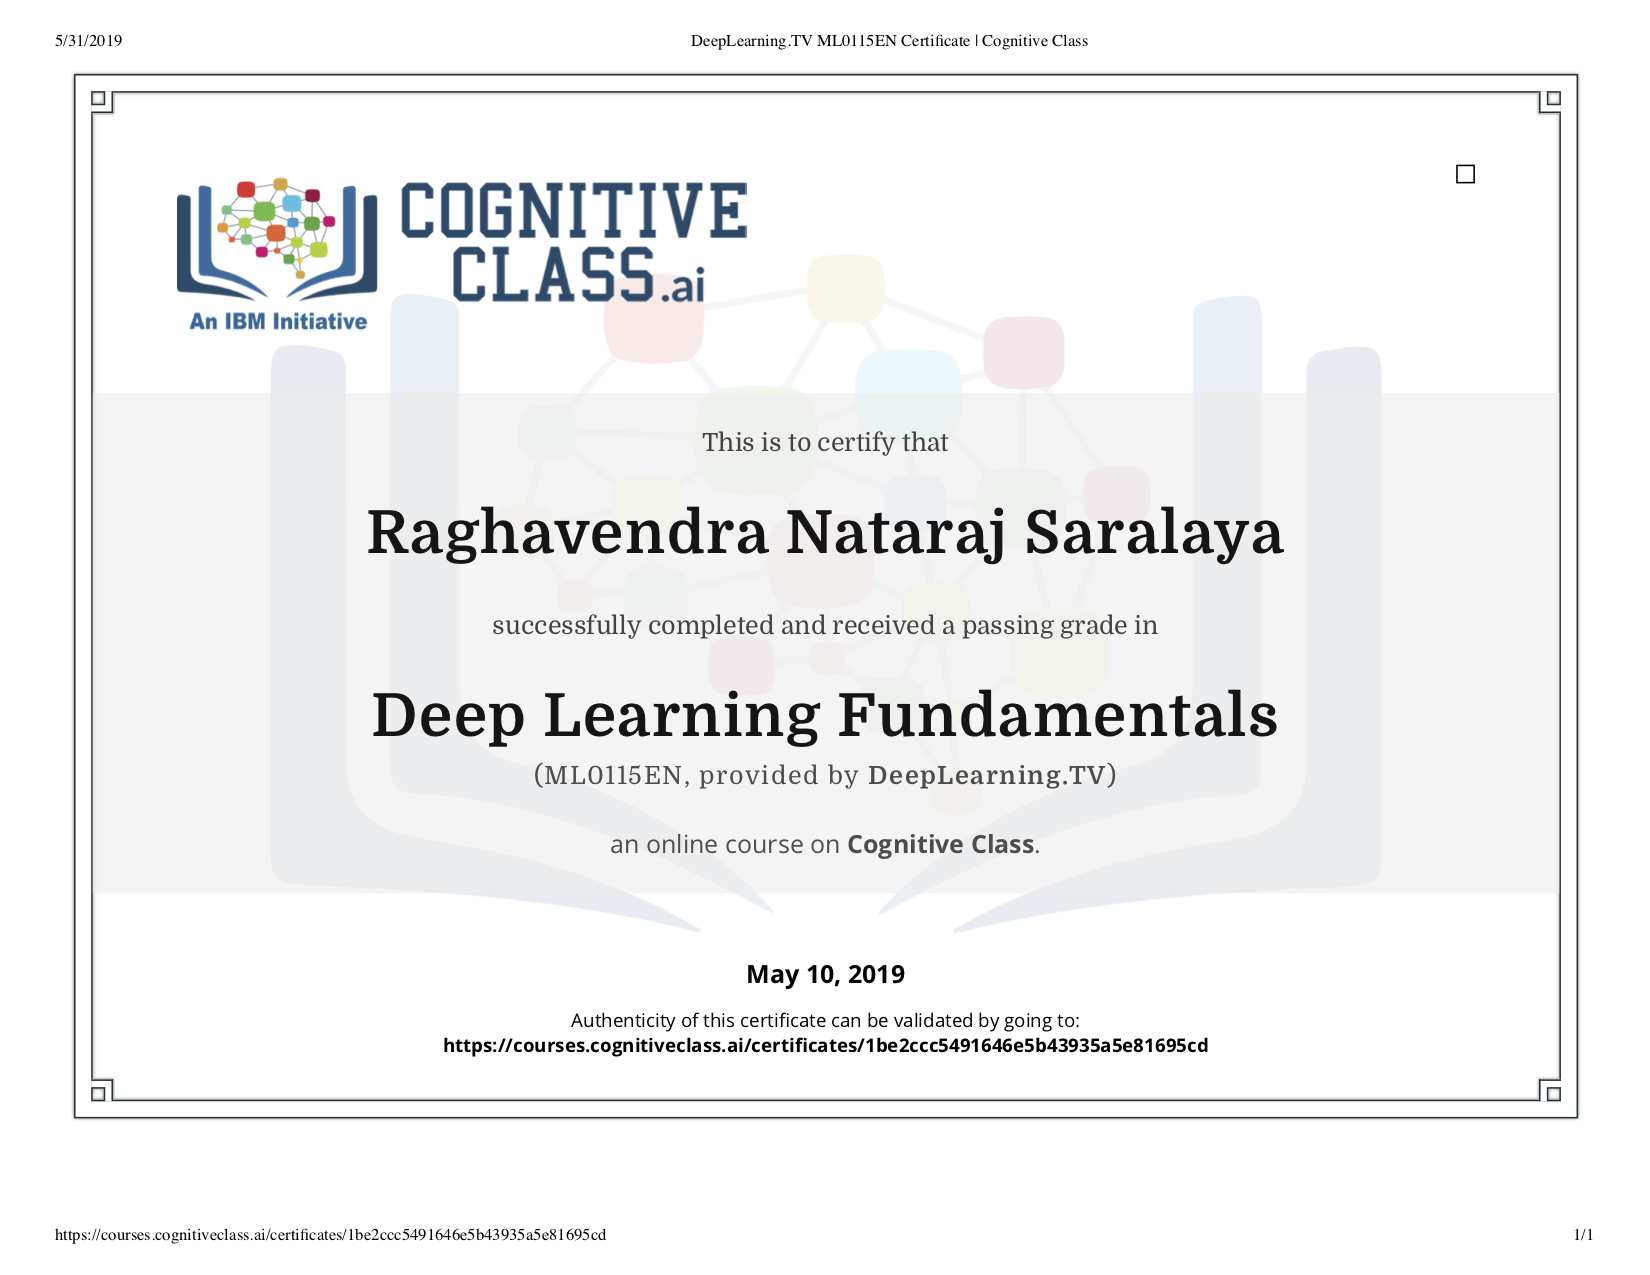 5/31/2019
DeepLearning.TV ML0115EN Certificate | Cognitive Class
COGNITIVE
CLASS.ai
An IBM Initiative
This is to certify that
Raghavendra Nataraj Saralaya
successfully completed and received a passing grade in
Deep Learning Fundamentals
(ML0115EN, provided by DeepLearning.TV)
an online course on Cognitive Class.
May 10, 2019
Authenticity of this certificate can be validated by going to:
https://courses.cognitiveclass.ai/certificates/1be2ccc5491646e5b43935a5e81695cd
https://courses.cognitiveclass.ai/certificates/1be2ccc5491646e5b43935a5e81695cd
1/1